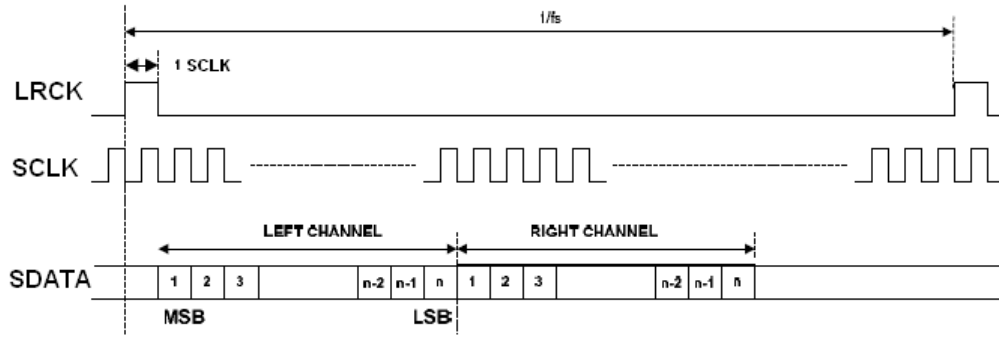 1/fs
1 SCLK
LRCK
SCLK
LEFT CHANNEL RIGHT CHANNEL
SDATA 1 2 3 n-2 n-1 n 1 2 3 n-2 n-1 n
MSB LSB